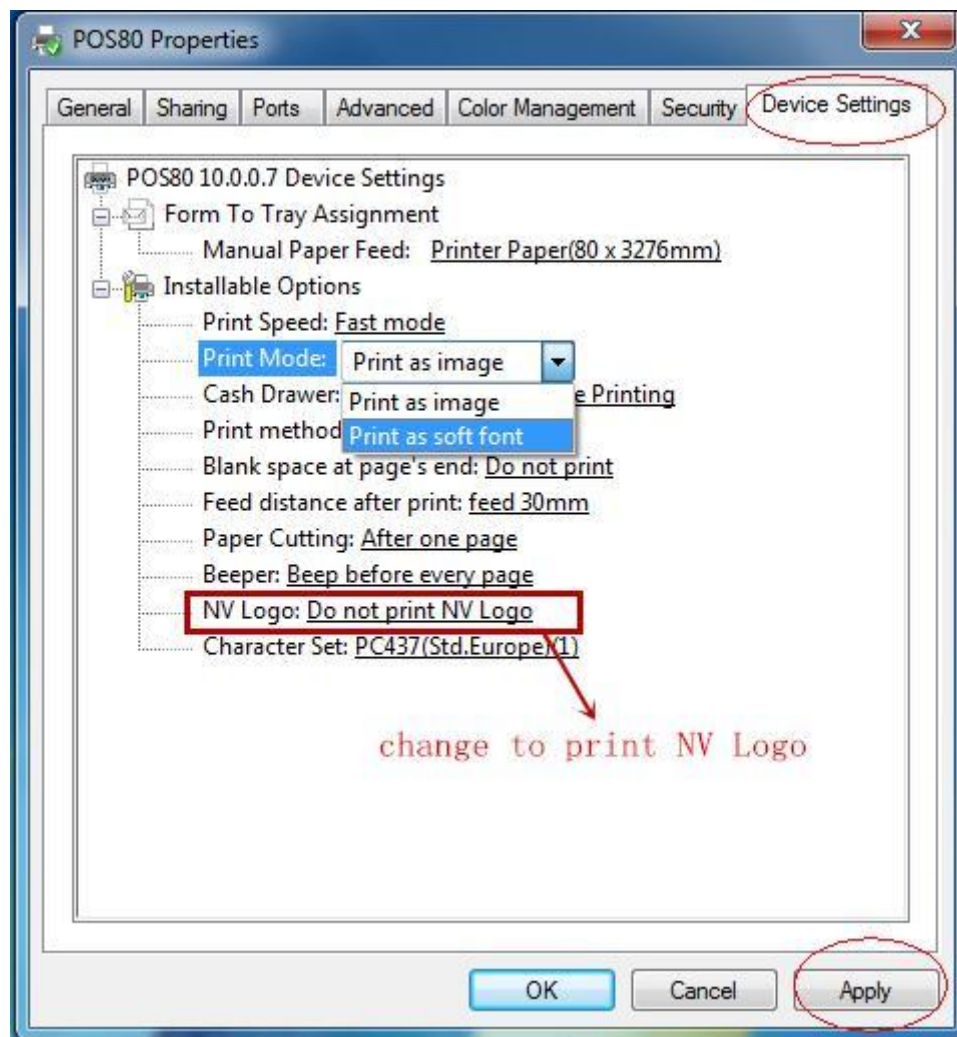 POS80 Properties
General Sharing Ports Advanced Color Management Security Device Settings
POS80 10.0.0.7 Device Settings
Form To Tray Assignment
Manual Paper Feed: Printer Paper(80 x 3276mm)
Installable Options
Print Speed: Fast mode
Print Mode: Print as image
Cash Drawer: Print as image e Printing
Print method Print as soft font
Blank space at page's end: Do not print
Feed distance after print: feed 30mm
Paper Cutting: After one page
Beeper: Beep before every page
NV Logo: Do not print NV Logo
Character Set: PC437(Std.Europe)(1)
change to print NV Logo
OK Cancel Apply